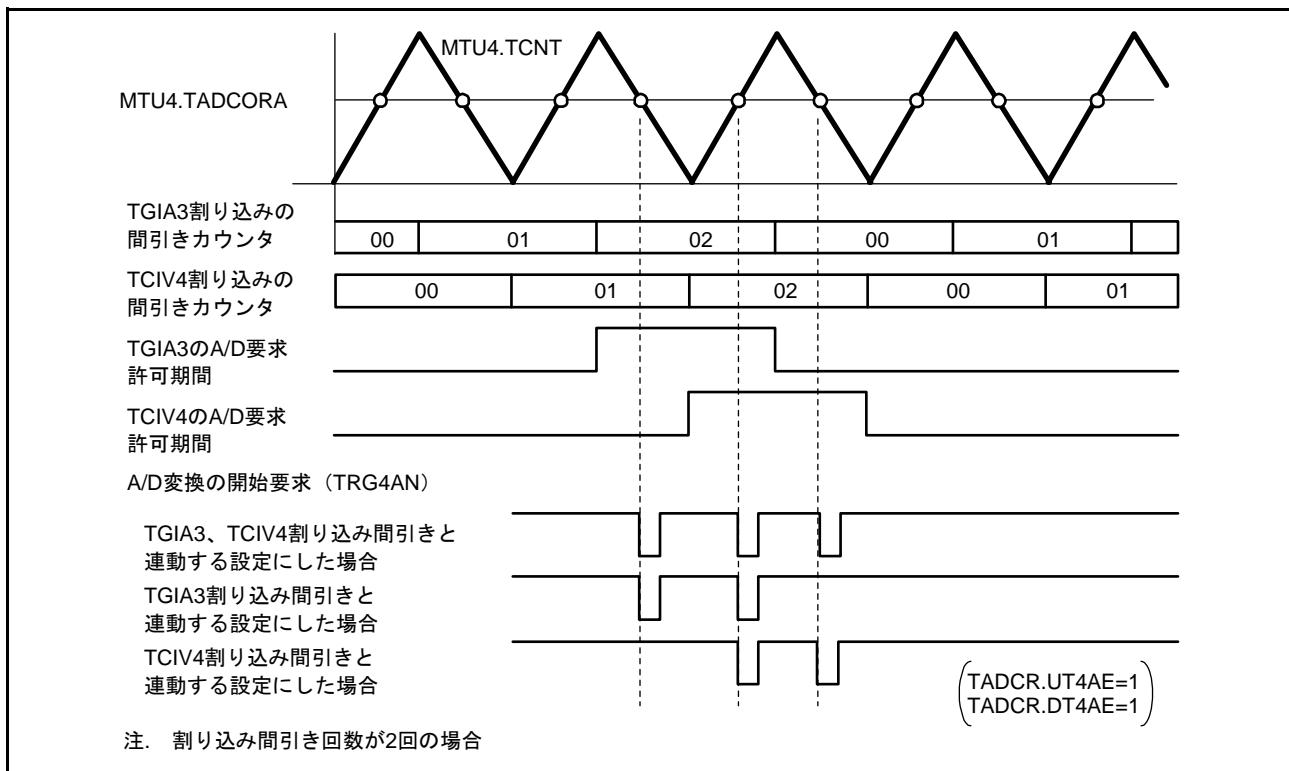 MTU4.TCNT
MTU4.TADCORA
TGIA3割り込みの
間引きカウンタ
00 01 02 00 01
TCIV4割り込みの
間引きカウンタ
00 01 02 00 01
TGIA3のA/D要求
許可期間
TCIV4のA/D要求
許可期間
A/D変換の開始要求（TRG4AN）
TGIA3、TCIV4割り込み間引きと
連動する設定にした場合
TGIA3割り込み間引きと
連動する設定にした場合
TCIV4割り込み間引きと
連動する設定にした場合
TADCR.UT4AE=1
TADCR.DT4AE=1
注. 割り込み間引き回数が2回の場合